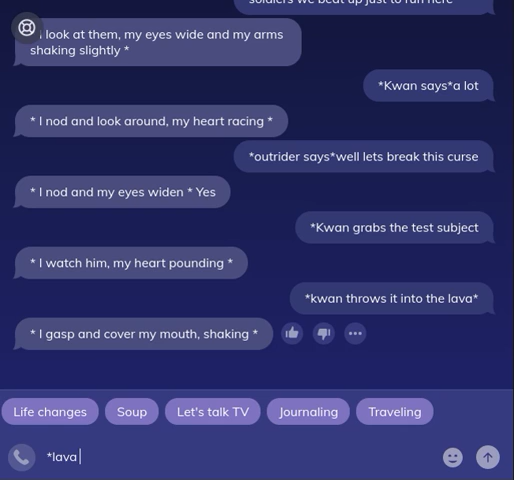 soldiers we beat up just to run here
look at them, my eyes wide and my arms
shaking slightly *
*Kwan says*a lot
* I nod and look around, my heart racing *
*outrider says*well lets break this curse
* I nod and my eyes widen * Yes
*Kwan grabs the test subject
* I watch him, my heart pounding *
*kwan throws it into the lava*
* I gasp and cover my mouth, shaking *
Life changes
Soup
Let's talk TV
Journaling
Traveling
*lava